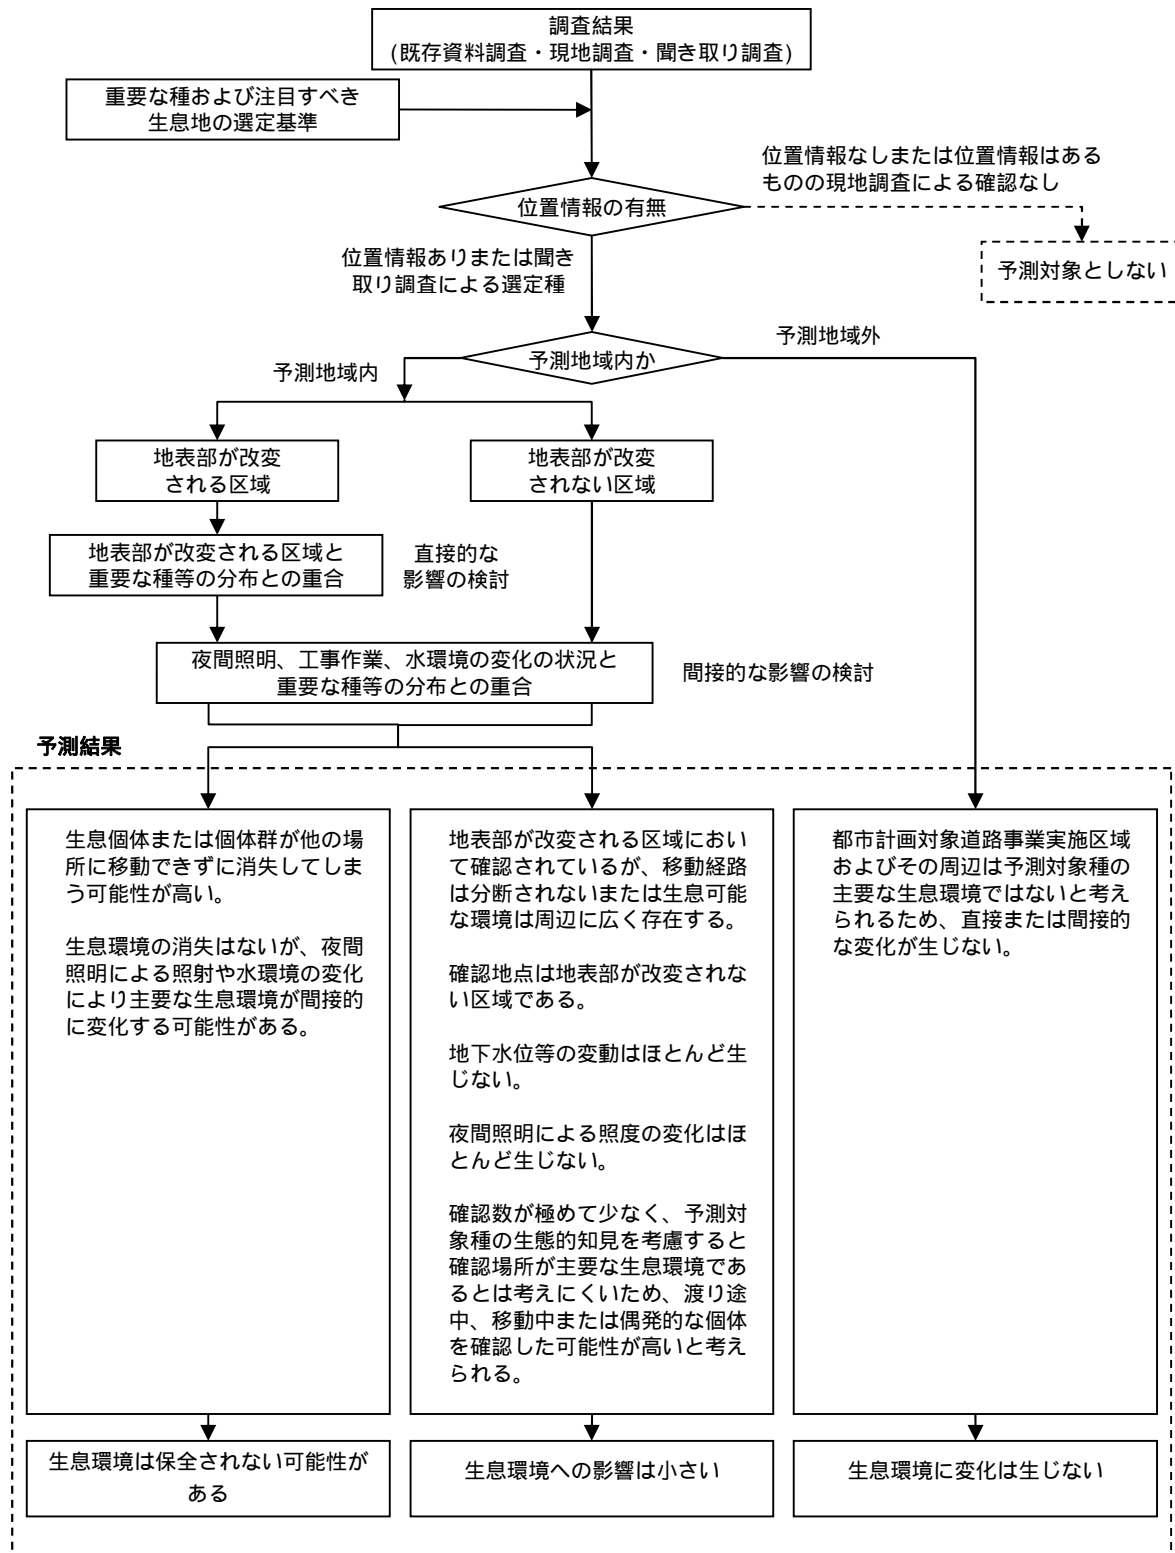 調査結果
(既存資料調査・現地調査・聞き取り調査)
重要な種および注目すべき
生息地の選定基準
位置情報なしまたは位置情報はある
ものの現地調査による確認なし
位置情報の有無
予測対象としない
位置情報ありまたは聞き
取り調査による選定種
予測地域外
予測地域内か
予測地域内
地表部が改変
される区域
地表部が改変
されない区域
地表部が改変される区域と
重要な種等の分布との重合
直接的な
影響の検討
夜間照明、工事作業、水環境の変化の状況と
重要な種等の分布との重合
間接的な影響の検討
予測結果
生息個体または個体群が他の場
所に移動できずに消失してしま
う可能性が高い。
生息環境の消失はないが、夜間
照明による照射や水環境の変化
により主要な生息環境が間接的
に変化する可能性がある。
地表部が改変される区域におい
て確認されているが、移動経路
は分断されないまたは生息可能
な環境は周辺に広く存在する。
確認地点は地表部が改変されな
い区域である。
地下水位等の変動はほとんど生
じない。
夜間照明による照度の変化はほ
とんど生じない。
確認数が極めて少なく、予測対
象種の生態的知見を考慮すると
確認場所が主要な生息環境であ
るとは考えにくいため、渡り途
中、移動中または偶発的な個体
を確認した可能性が高いと考え
られる。
都市計画対象道路事業実施区域
およびその周辺は予測対象種の
主要な生息環境ではないと考え
られるため、直接または間接的
な変化が生じない。
生息環境は保全されない可能性が
ある
生息環境への影響は小さい
生息環境に変化は生じない